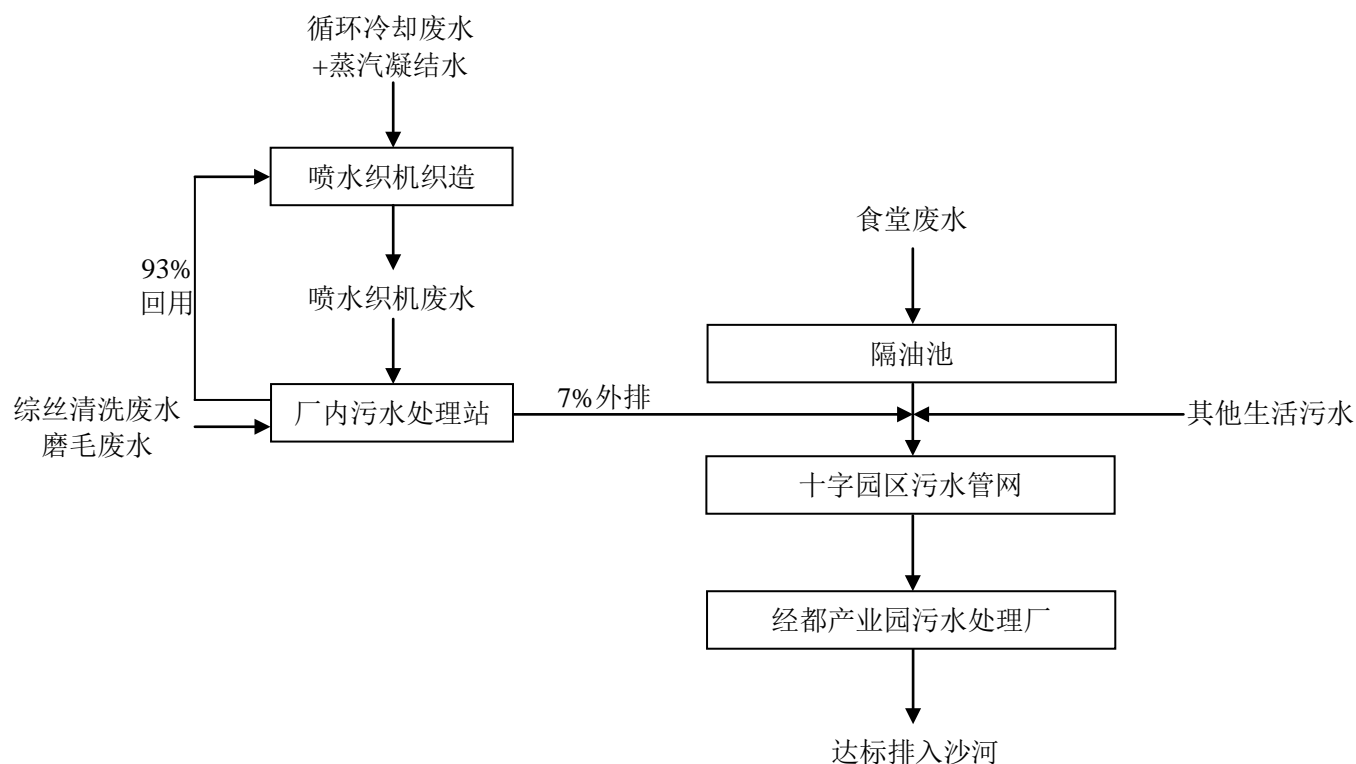 循环冷却废水
+蒸汽凝结水
喷水织机织造
食堂废水
93%
回用
喷水织机废水
隔油池
综丝清洗废水
磨毛废水
厂内污水处理站
7%外排
其他生活污水
十字园区污水管网
经都产业园污水处理厂
达标排入沙河